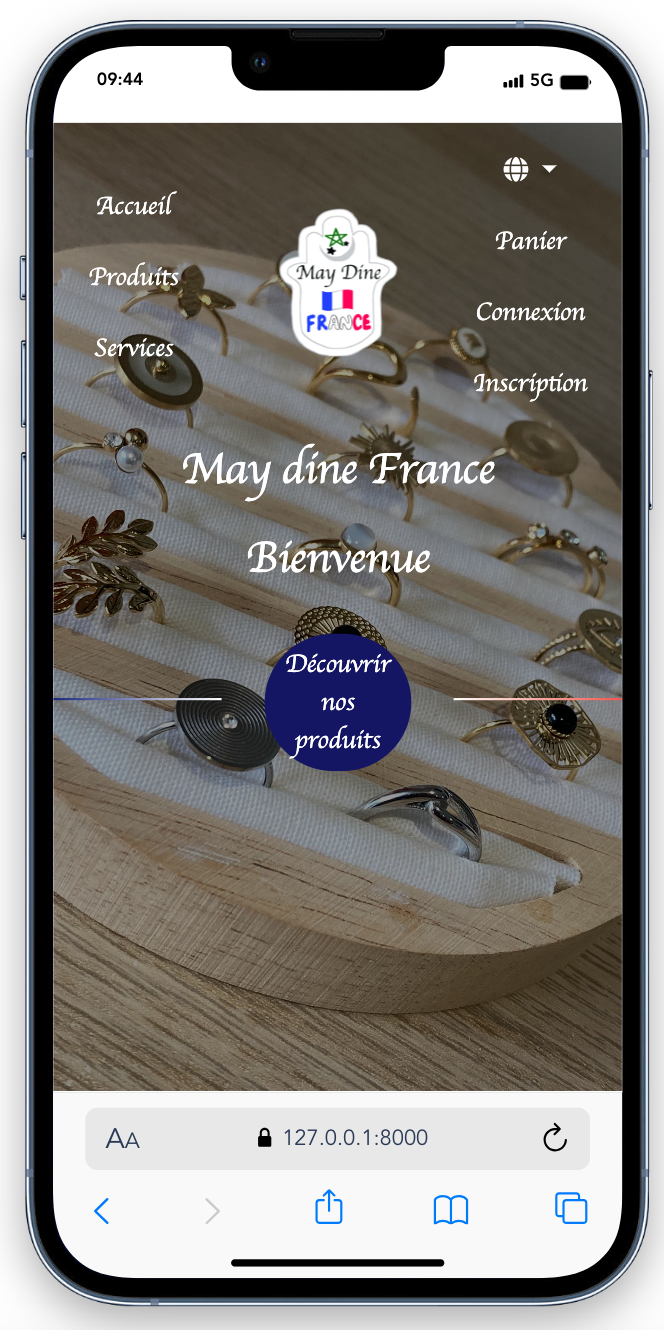 09:44
5G
Accueil
Produits
Services
May Dine
FRANCE
Panier
Connexion
Inscription
May dine France
Bienvenue
Découvrir
nos
produits
AA
127.0.0.1:8000